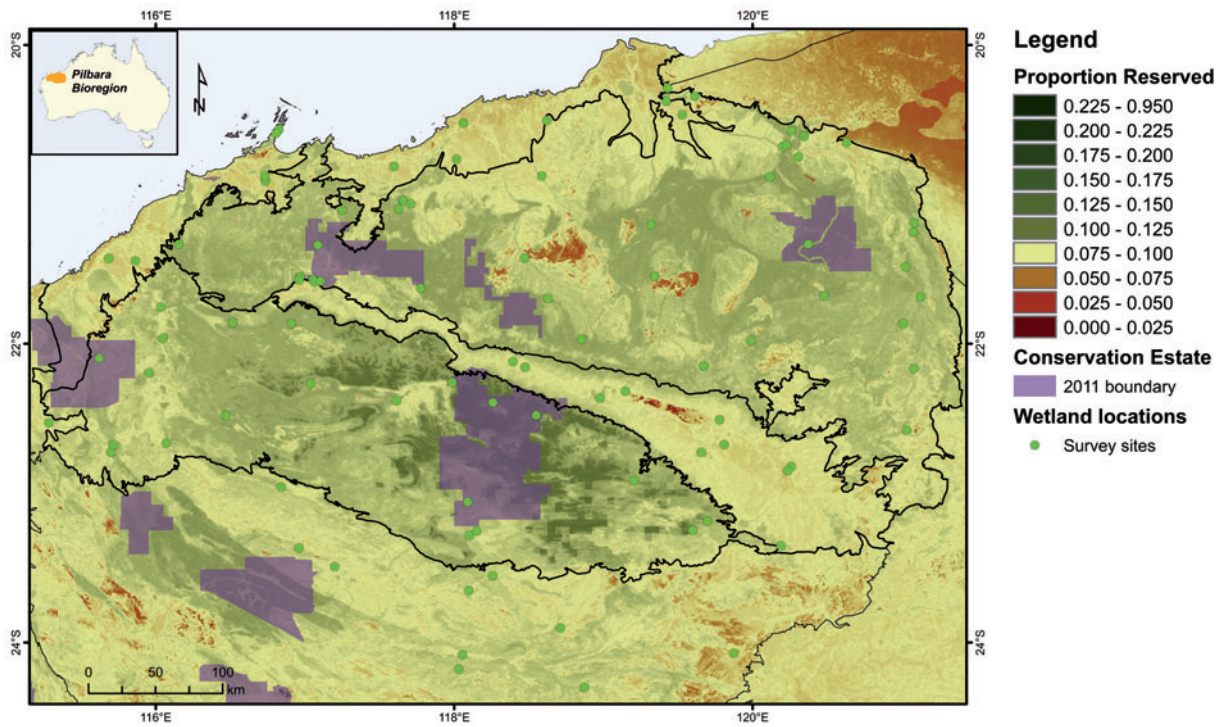 116°E 118°E 120°E
20°S 20°S
Pilbara
Bioregion
N
22°S 22°S
24°S 24°S
0 50 100
km
116°E 118°E 120°E
Legend
Proportion Reserved
0.225 - 0.950
0.200 - 0.225
0.175 - 0.200
0.150 - 0.175
0.125 - 0.150
0.100 - 0.125
0.075 - 0.100
0.050 - 0.075
0.025 - 0.050
0.000 - 0.025
Conservation Estate
2011 boundary
Wetland locations
Survey sites